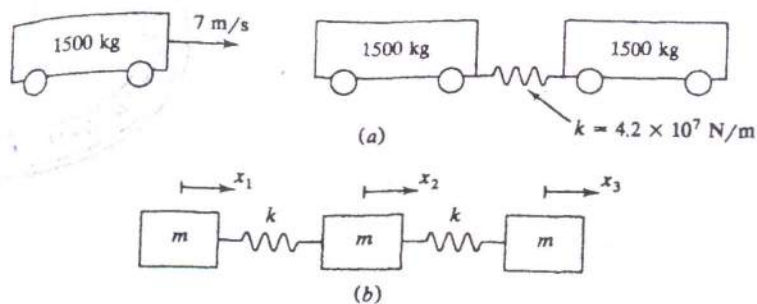 7 m/s
1500 kg
1500 kg
1500 kg
k = 4.2 × 10⁷ N/m
(a)
x₁
x₂
x₃
k
k
m
m
m
(b)